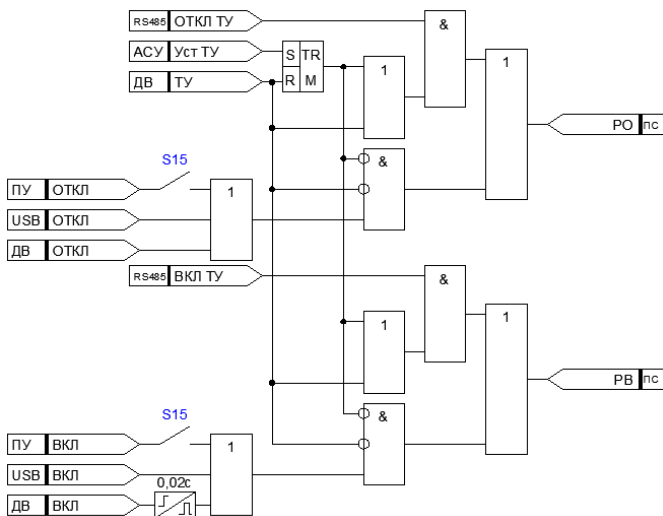 RS485 ОТКЛ ТУ
&
АСУ Уст ТУ
S TR
1
1
ДВ ТУ
R M
РО ПС
S15
&
ПУ ОТКЛ
1
USB ОТКЛ
ДВ ОТКЛ
RS485 ВКЛ ТУ
&
1
1
РВ ПС
S15
&
ПУ ВКЛ
1
USB ВКЛ
0,02с
ДВ ВКЛ